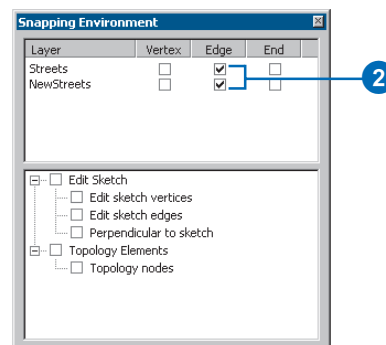 Snapping Environment
Layer Vertex Edge End
Streets
2
NewStreets
Edit Sketch
Edit sketch vertices
Edit sketch edges
Perpendicular to sketch
Topology Elements
Topology nodes